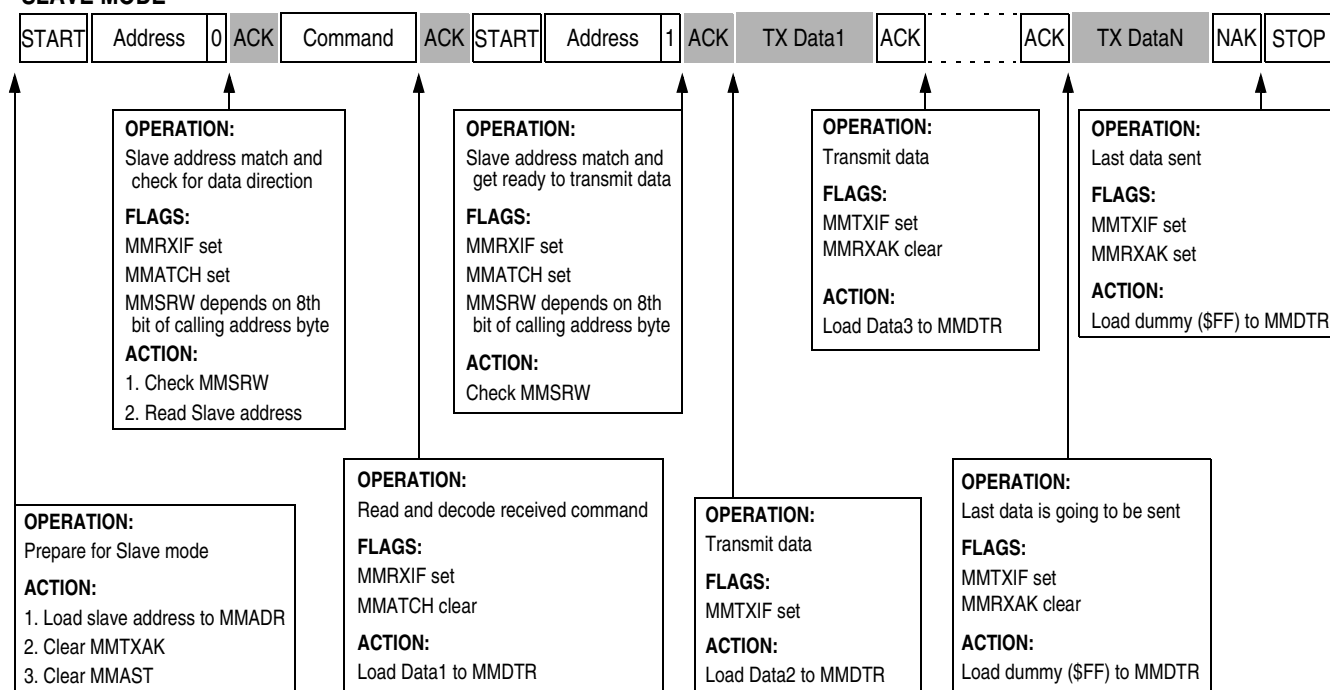 SLAVE MODE
START Address 0 ACK Command ACK START Address 1 ACK TX Data1 ACK ACK TX DataN NAK STOP
OPERATION:
Slave address match and
check for data direction
FLAGS:
MMRXIF set
MMATCH set
MMSRW depends on 8th
bit of calling address byte
ACTION:
1. Check MMSRW
2. Read Slave address
OPERATION:
Slave address match and
get ready to transmit data
FLAGS:
MMRXIF set
MMATCH set
MMSRW depends on 8th
bit of calling address byte
ACTION:
Check MMSRW
OPERATION:
Transmit data
FLAGS:
MMTXIF set
MMRXAK clear
ACTION:
Load Data3 to MMDTR
OPERATION:
Last data sent
FLAGS:
MMTXIF set
MMRXAK set
ACTION:
Load dummy ($FF) to MMDTR
OPERATION:
Prepare for Slave mode
ACTION:
1. Load slave address to MMADR
2. Clear MMTXAK
3. Clear MMAST
OPERATION:
Read and decode received command
FLAGS:
MMRXIF set
MMATCH clear
ACTION:
Load Data1 to MMDTR
OPERATION:
Transmit data
FLAGS:
MMTXIF set
ACTION:
Load Data2 to MMDTR
OPERATION:
Last data is going to be sent
FLAGS:
MMTXIF set
MMRXAK clear
ACTION:
Load dummy ($FF) to MMDTR